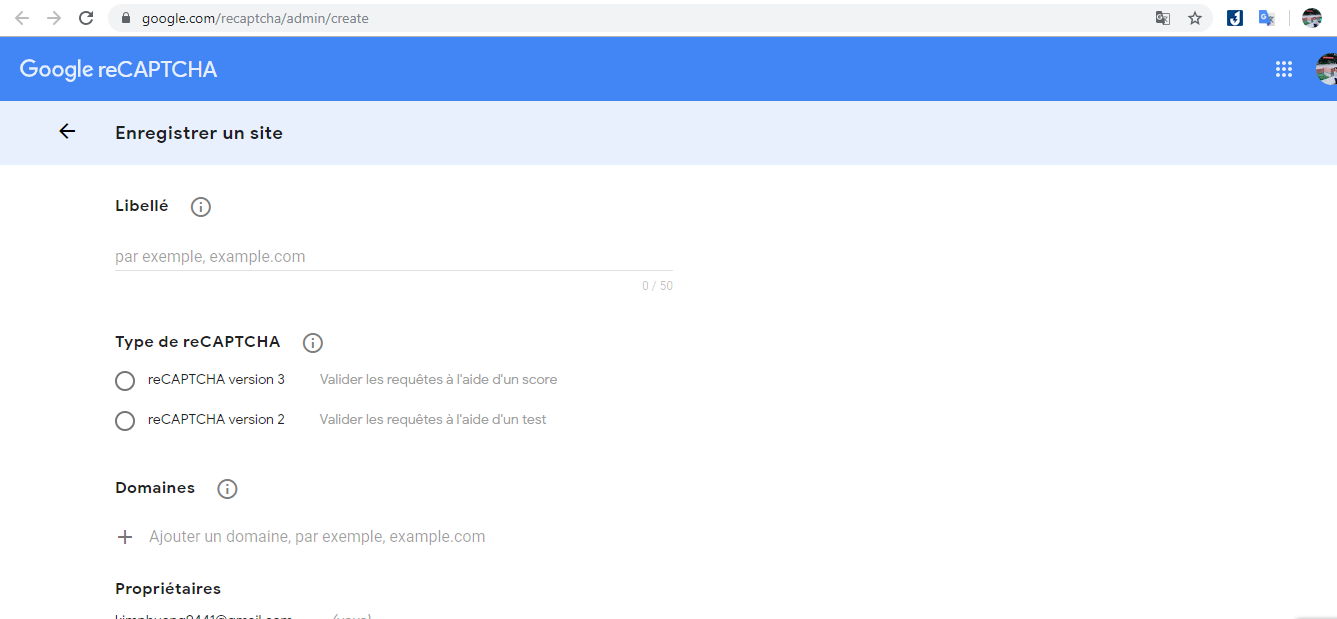 google.com/recaptcha/admin/create
Google reCAPTCHA
Enregistrer un site
Libellé
par exemple, example.com
0 / 50
Type de reCAPTCHA
reCAPTCHA version 3 Valider les requêtes à l'aide d'un score
reCAPTCHA version 2 Valider les requêtes à l'aide d'un test
Domaines
Ajouter un domaine, par exemple, example.com
Propriétaires
(vous)